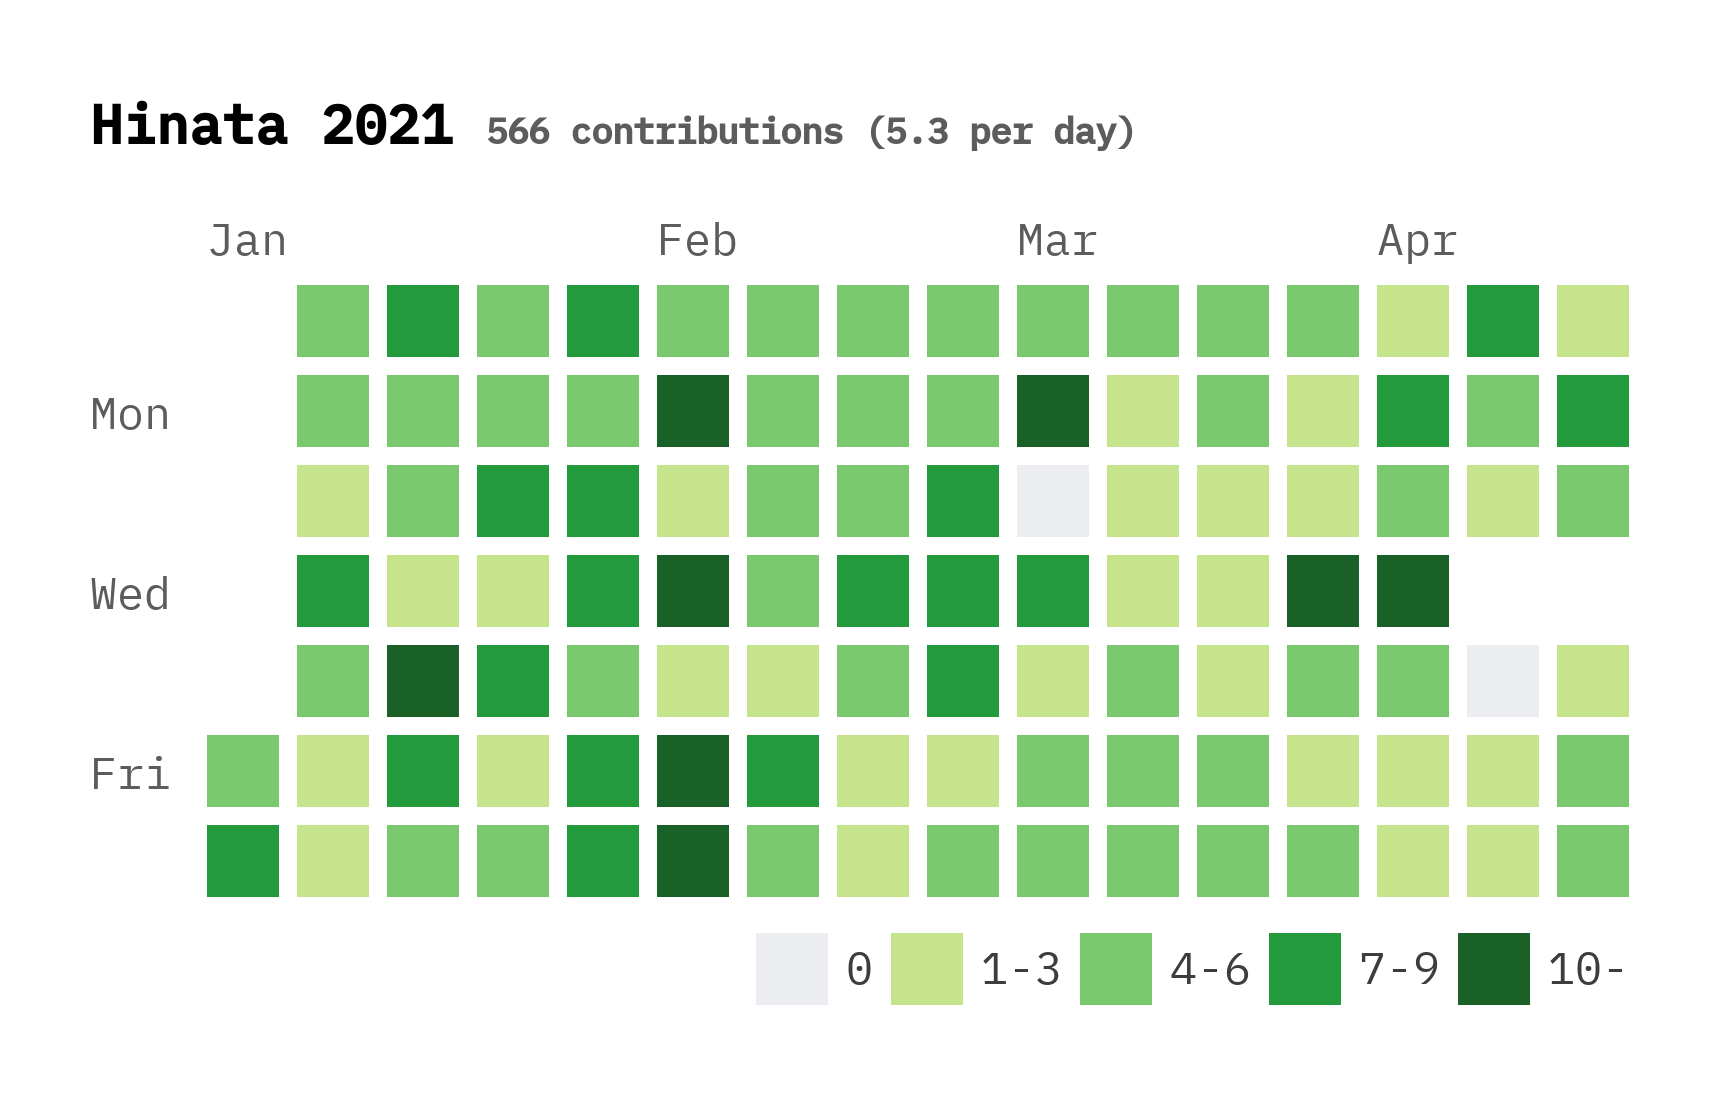 Hinata 2021 566 contributions (5.3 per day)
Jan Feb Mar Apr
Mon
Wed
Fri
0 1-3 4-6 7-9 10-